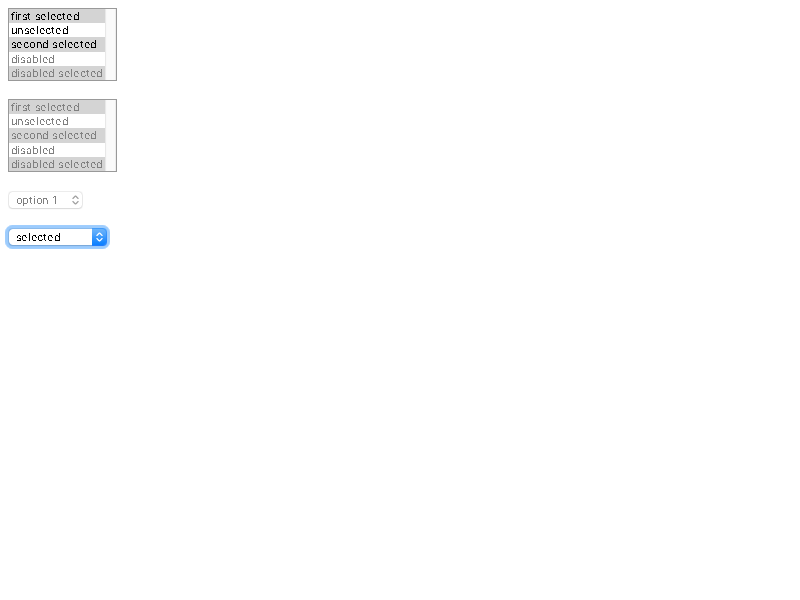 first selected
unselected
second selected
disabled
disabled selected
first selected
unselected
second selected
disabled
disabled selected
option 1
selected